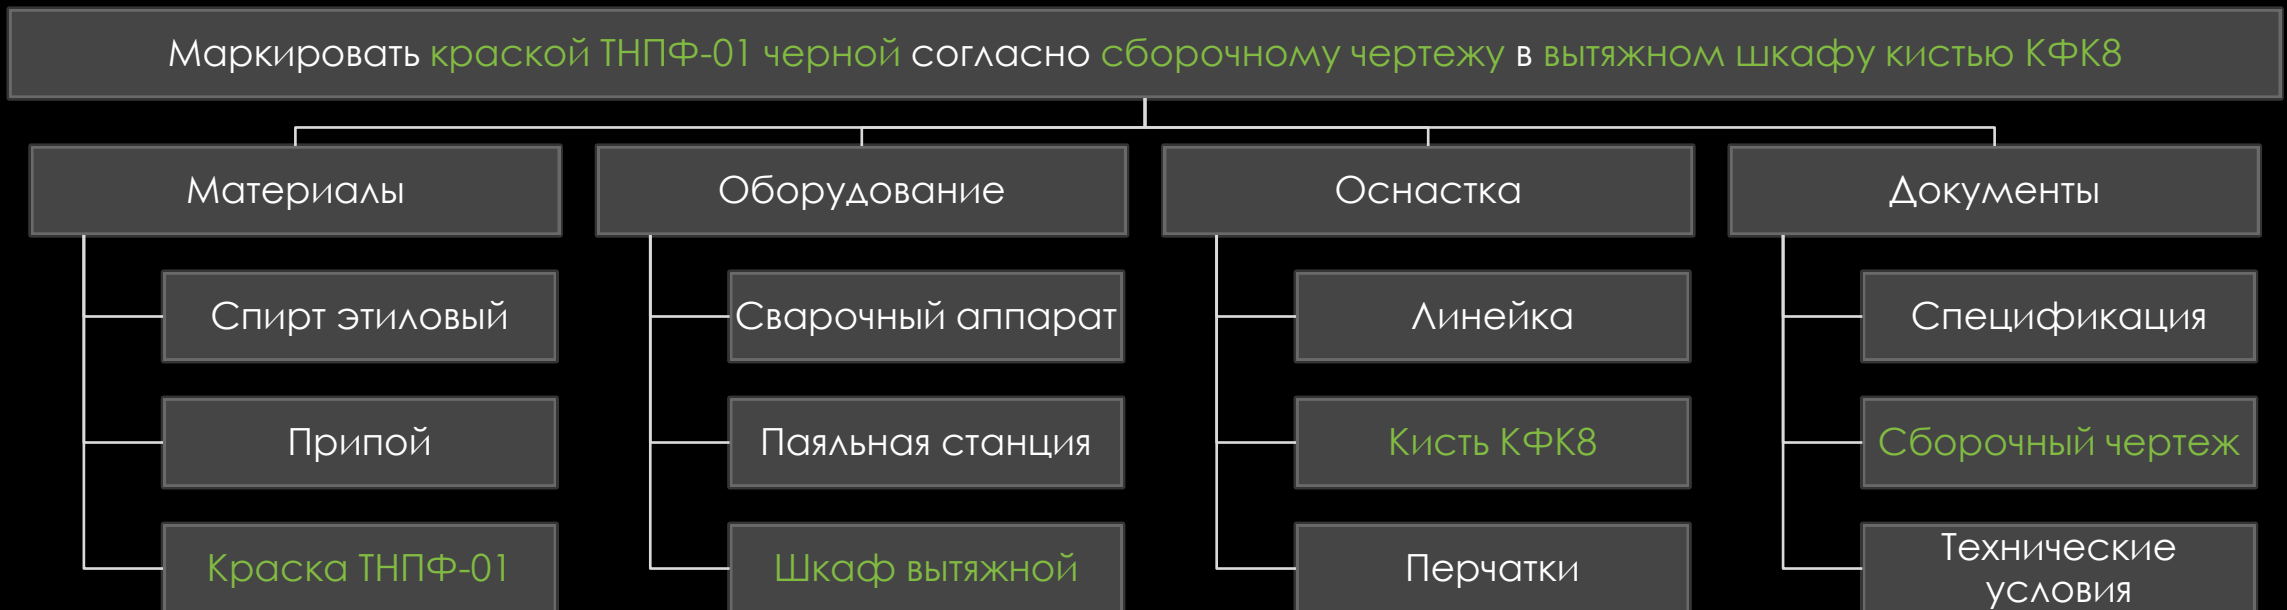 Маркировать краской ТНПФ-01 черной согласно сборочному чертежу в вытяжном шкафу кистью КФК8
Материалы
Оборудование
Оснастка
Документы
Спирт этиловый
Сварочный аппарат
Линейка
Спецификация
Припой
Паяльная станция
Кисть КФК8
Сборочный чертеж
Краска ТНПФ-01
Шкаф вытяжной
Перчатки
Технические
условия